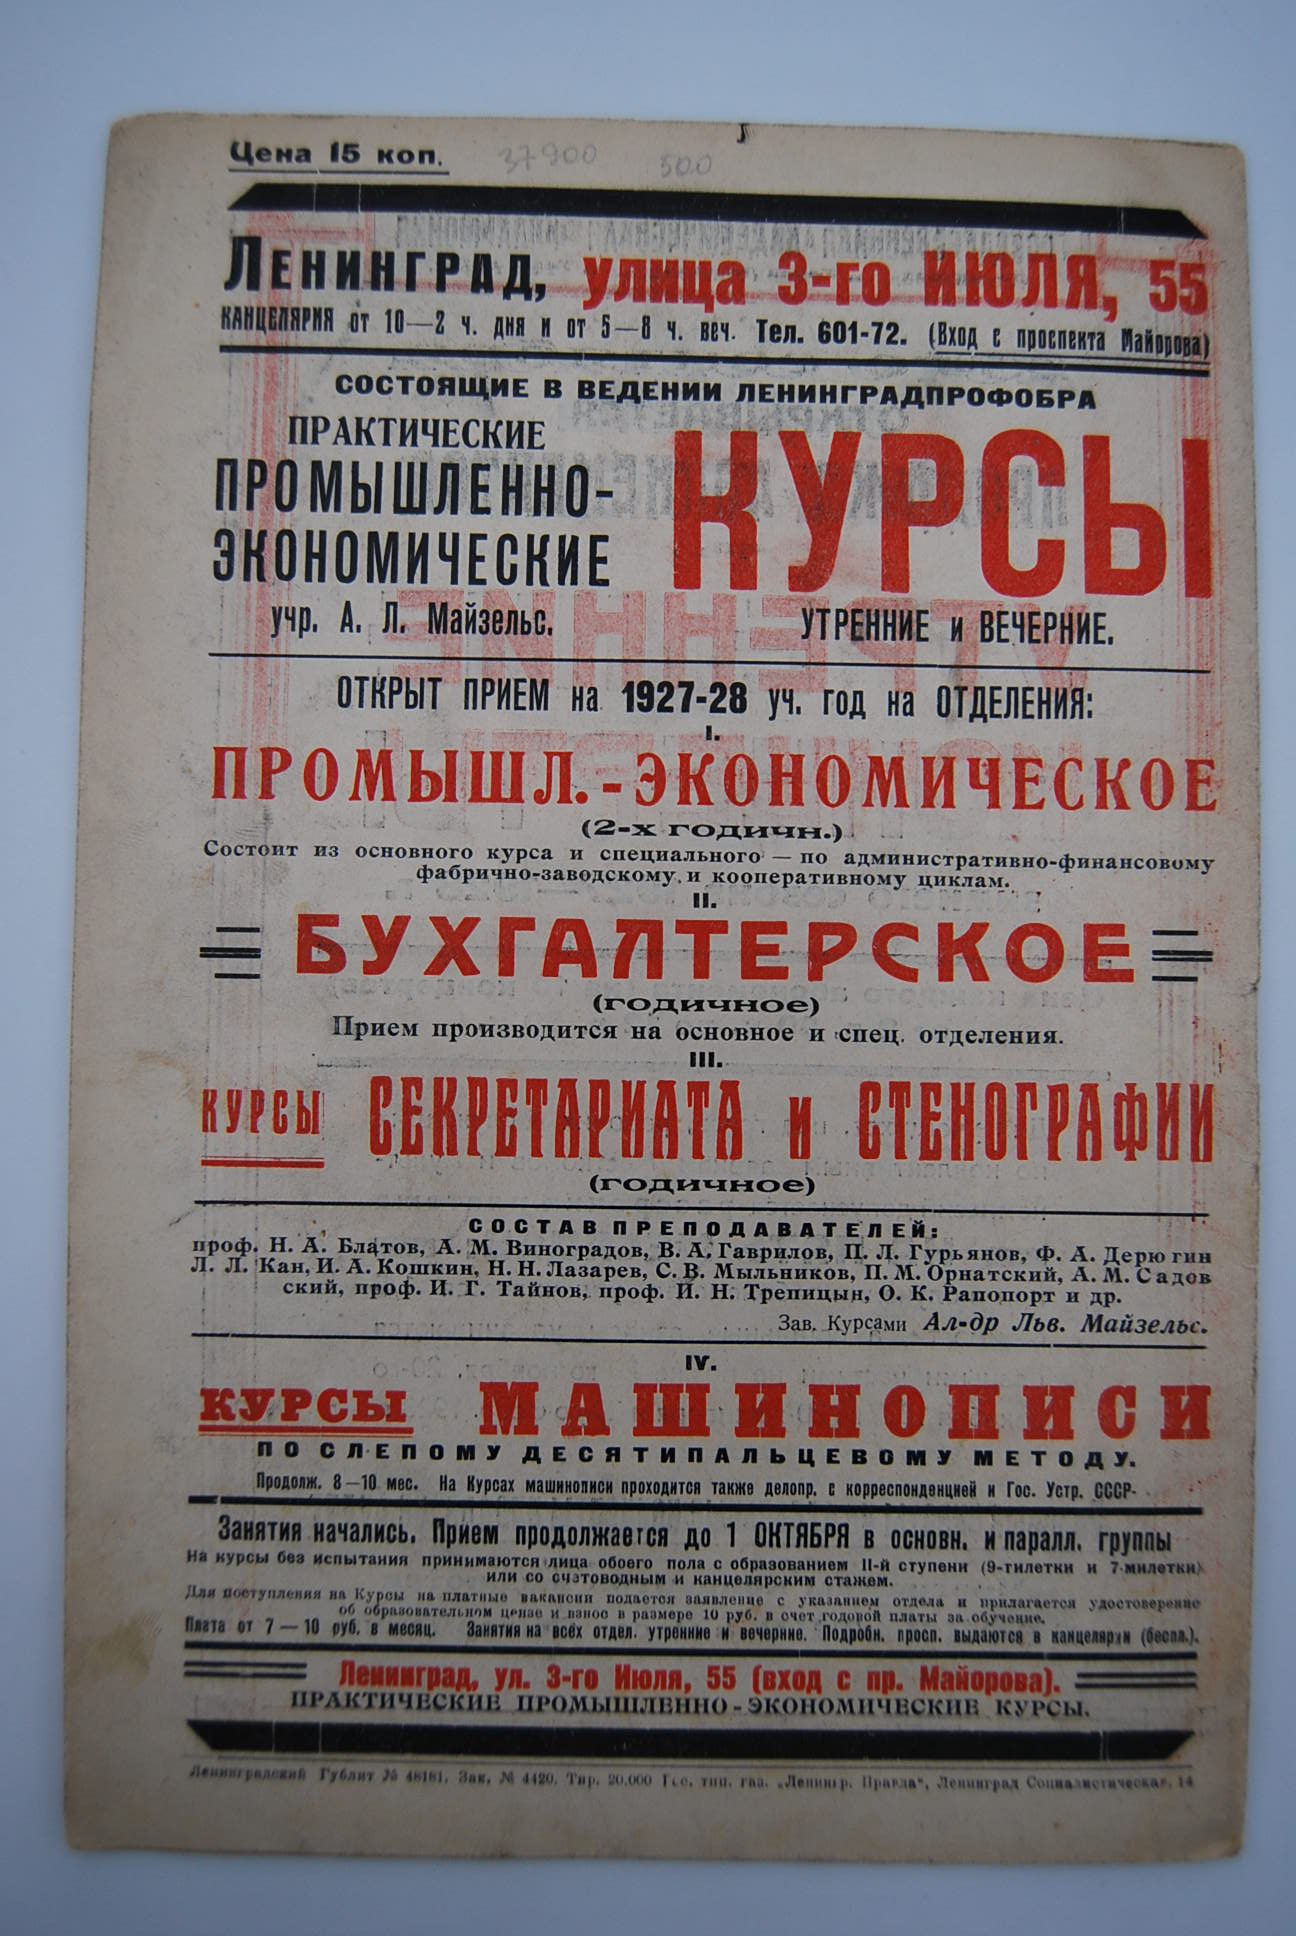 Цена 15 коп.
37900 500
ЛЕНИНГРАД, улица 3-го ИЮЛЯ, 55
КАНЦЕЛЯРИЯ от 10—2 ч. дня и от 5—8 ч. веч. Тел. 601-72. (Вход с проспекта Майорова)
СОСТОЯЩИЕ В ВЕДЕНИИ ЛЕНИНГРАДПРОФОБРА
ПРАКТИЧЕСКИЕ
ПРОМЫШЛЕННО-
ЭКОНОМИЧЕСКИЕ
КУРСЫ
учр. А. Л. Майзельс.
УТРЕННИЕ и ВЕЧЕРНИЕ.
ОТКРЫТ ПРИЕМ на 1927-28 уч. год на ОТДЕЛЕНИЯ:
I.
ПРОМЫШЛ.-ЭКОНОМИЧЕСКОЕ
(2-х годичн.)
Состоит из основного курса и специального — по административно-финансовому
фабрично-заводскому и кооперативному циклам.
II.
БУХГАЛТЕРСКОЕ
(годичное)
Прием производится на основное и спец. отделения.
III.
КУРСЫ СЕКРЕТАРИАТА и СТЕНОГРАФИИ
(годичное)
СОСТАВ ПРЕПОДАВАТЕЛЕЙ:
проф. Н. А. Блатов, А. М. Виноградов, В. А. Гаврилов, П. Л. Гурьянов, Ф. А. Дерюгин
Л. Л. Кан, И. А. Кошкин, Н. Н. Лазарев, С. В. Мыльников, П. М. Орнатский, А. М. Садов
ский, проф. И. Г. Тайнов, проф. И. Н. Трепицын, О. К. Рапопорт и др.
Зав. Курсами Ал-др Льв. Майзельс.
IV.
КУРСЫ МАШИНОПИСИ
ПО СЛЕПОМУ ДЕСЯТИПАЛЬЦЕВОМУ МЕТОДУ.
Продолж. 8—10 мес. На Курсах машинописи проходится также делопр. с корреспонденцией и Гос. Устр. СССР-
Занятия начались. Прием продолжается до 1 ОКТЯБРЯ в основн. и паралл. группы
На курсы без испытания принимаются лица обоего пола с образованием II-й ступени (9-тилетки и 7-милетки)
или со счэтоводным и канцелярским стажем.
Для поступления на Курсы на платные вакансии подается заявление с указанием отдела и прилагается удостоверение
об образовательном цензе и взнос в размере 10 руб. в счет годовой платы за обучение.
Плата от 7—10 руб. в месяц. Занятия на всех отдел. утренние и вечерние. Подробн. просп. выдаются в канцелярии (беспл.).
Ленинград, ул. 3-го Июля, 55 (вход с пр. Майорова).
ПРАКТИЧЕСКИЕ ПРОМЫШЛЕННО-ЭКОНОМИЧЕСКИЕ КУРСЫ.
Ленинградский Гублит № 48181. Зак. № 4420. Тир. 20.000 Гос. тип. газ. „Ленингр. Правда", Ленинград Социалистическая, 14